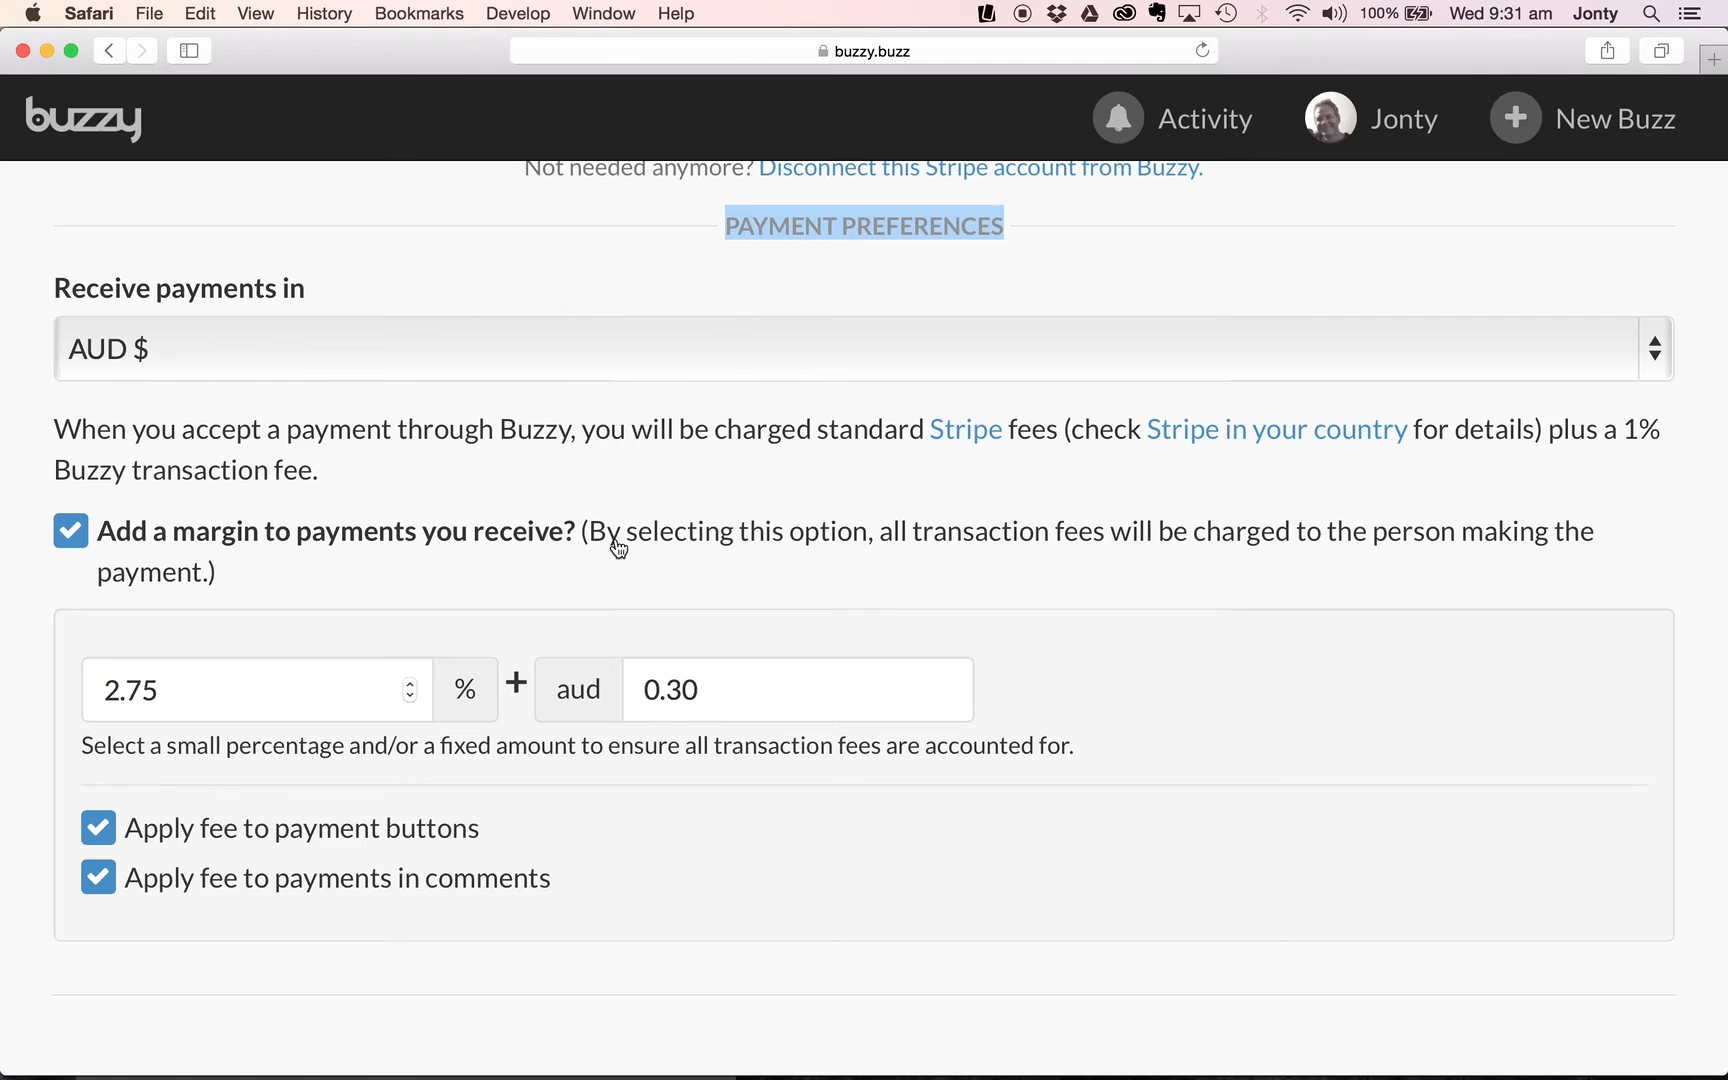 Safari File Edit View History Bookmarks Develop Window Help 100% Wed 9:31 am Jonty
buzzy.buzz
buzzy Activity Jonty New Buzz
Not needed anymore? Disconnect this Stripe account from Buzzy.
PAYMENT PREFERENCES
Receive payments in
AUD $
When you accept a payment through Buzzy, you will be charged standard Stripe fees (check Stripe in your country for details) plus a 1%
Buzzy transaction fee.
Add a margin to payments you receive? (By selecting this option, all transaction fees will be charged to the person making the
payment.)
2.75 % + aud 0.30
Select a small percentage and/or a fixed amount to ensure all transaction fees are accounted for.
Apply fee to payment buttons
Apply fee to payments in comments